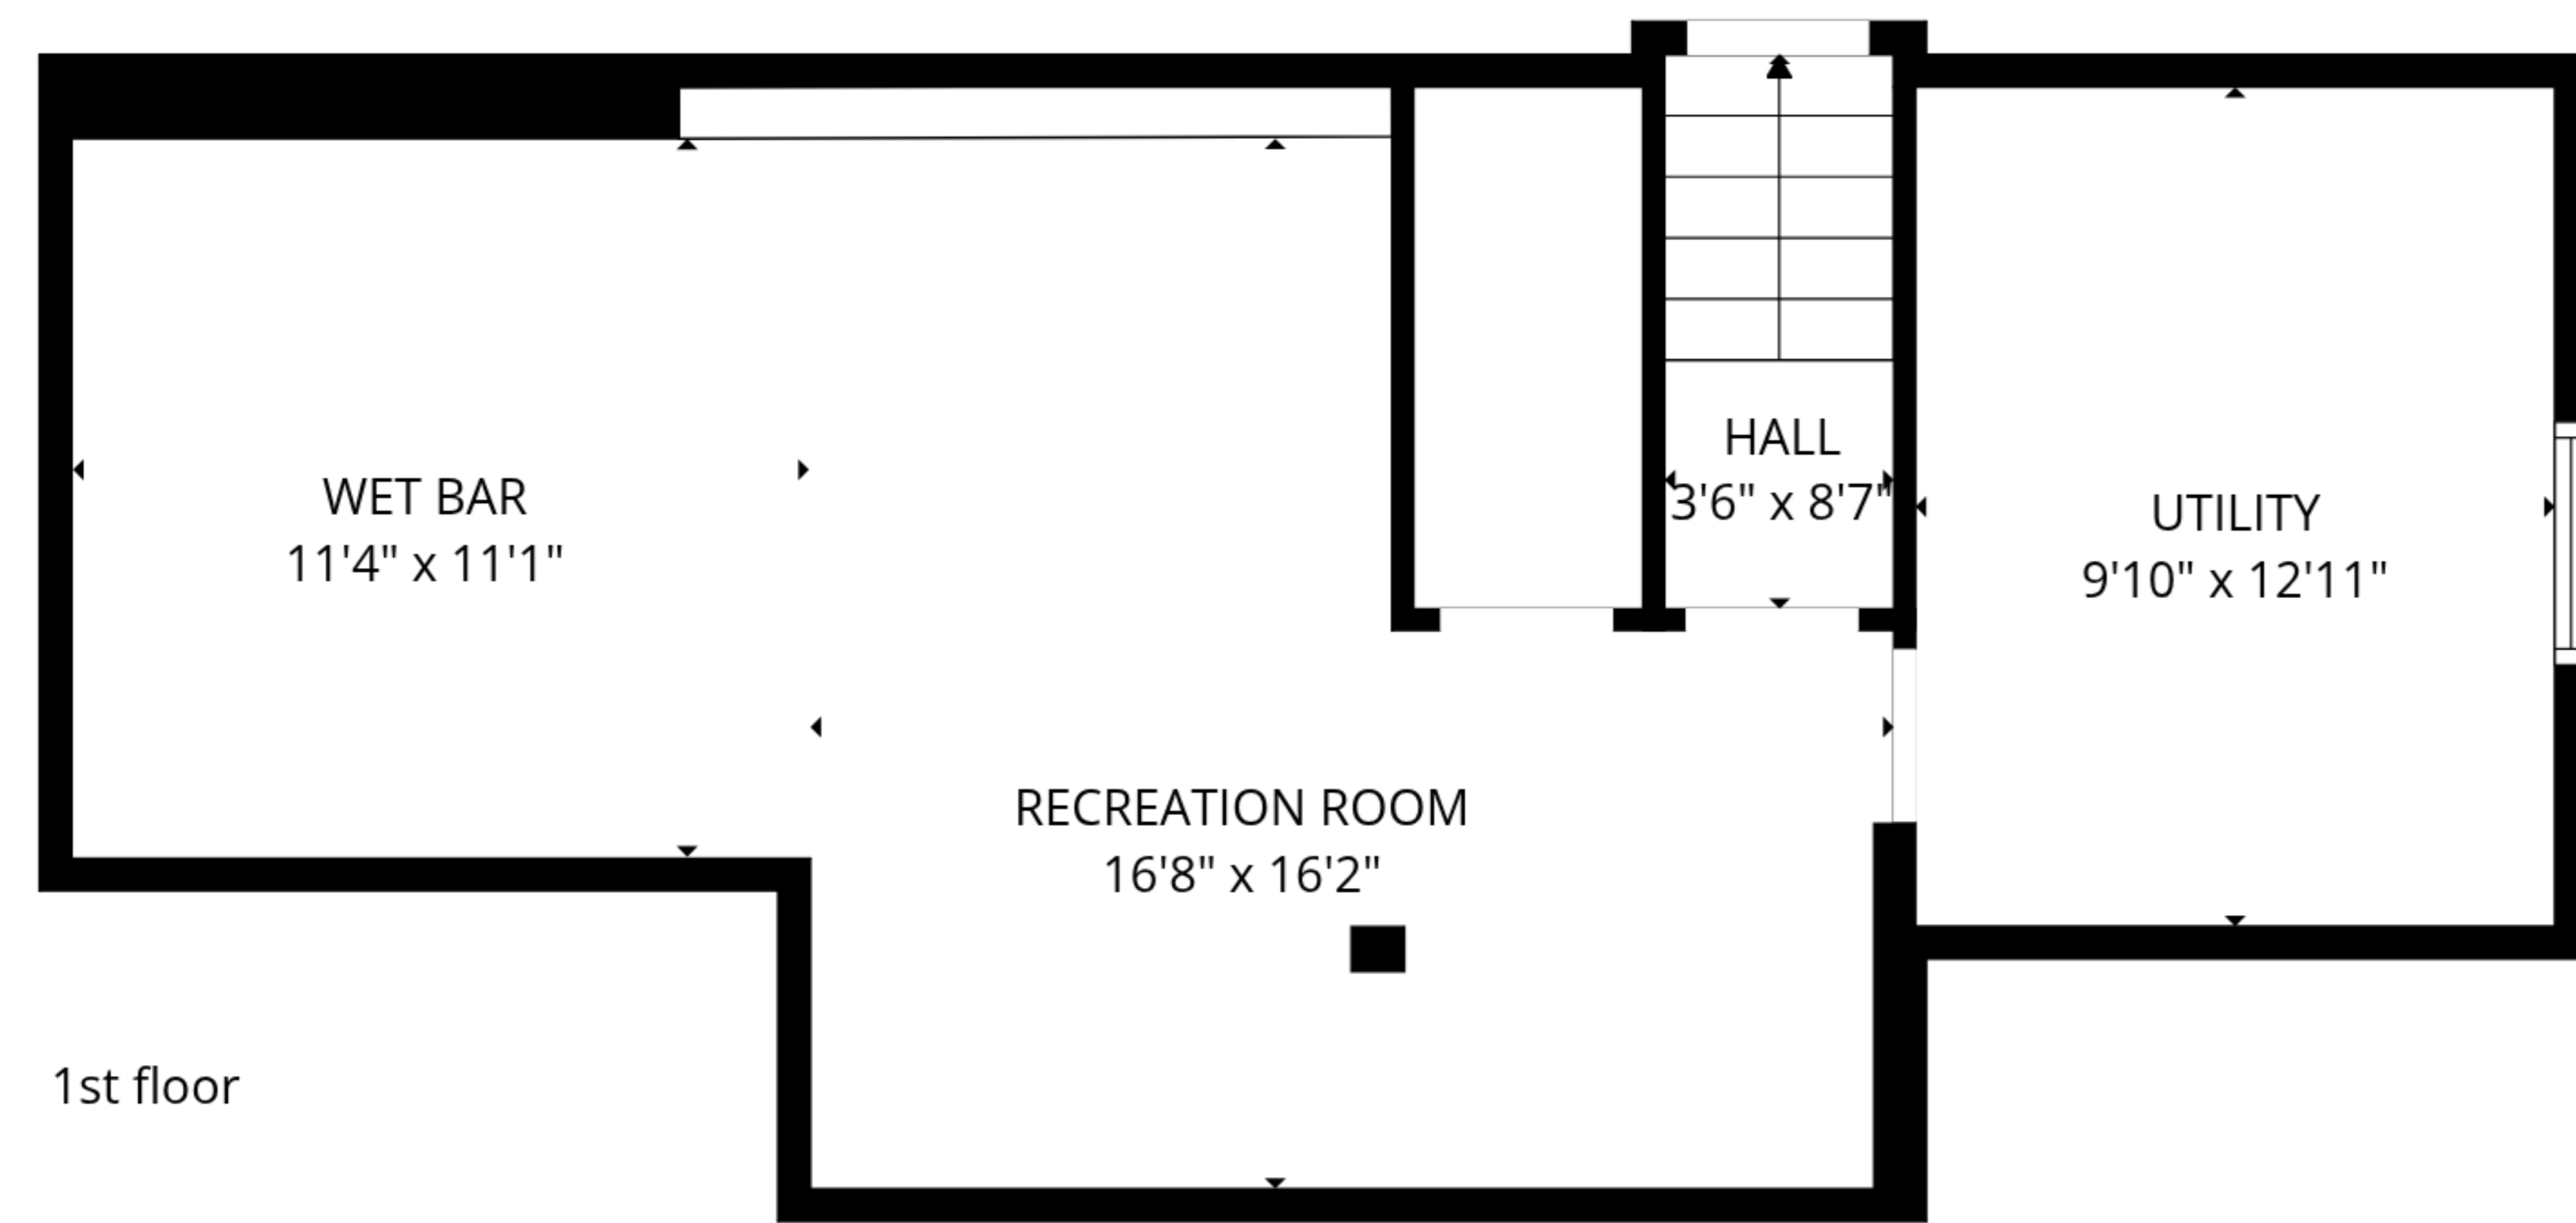 WET BAR
11'4" x 11'1"
HALL
3'6" x 8'7"
UTILITY
9'10" x 12'11"
RECREATION ROOM
16'8" x 16'2"
1st floor